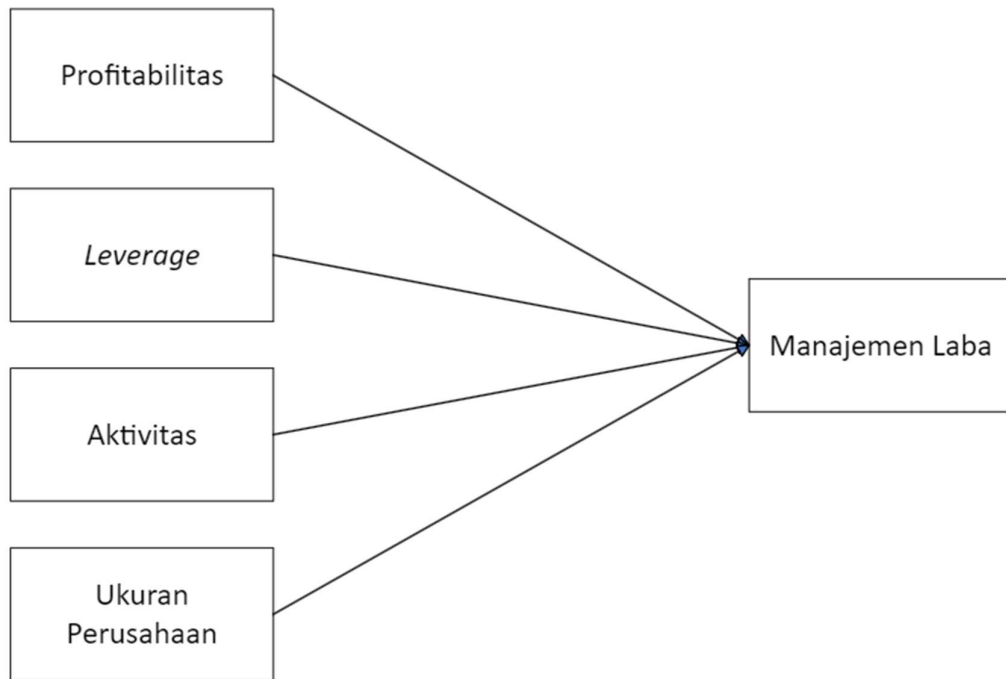 Profitabilitas
Leverage
Aktivitas
Ukuran
Perusahaan
Manajemen Laba